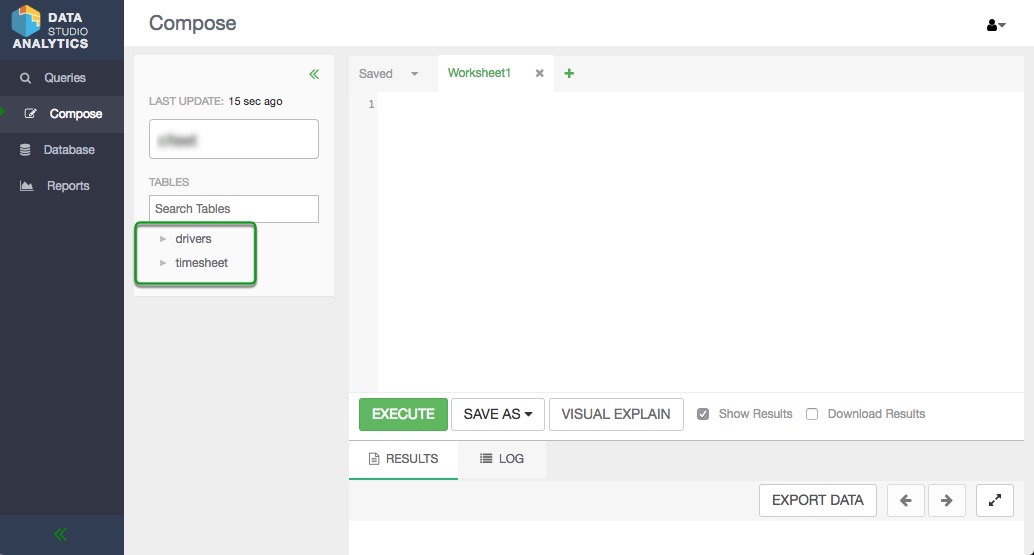 DATA
STUDIO
ANALYTICS
Queries
Compose
Database
Reports
Compose
LAST UPDATE: 15 sec ago
TABLES
Search Tables
drivers
timesheet
Saved
Worksheet1
1
EXECUTE
SAVE AS
VISUAL EXPLAIN
Show Results
Download Results
RESULTS
LOG
EXPORT DATA